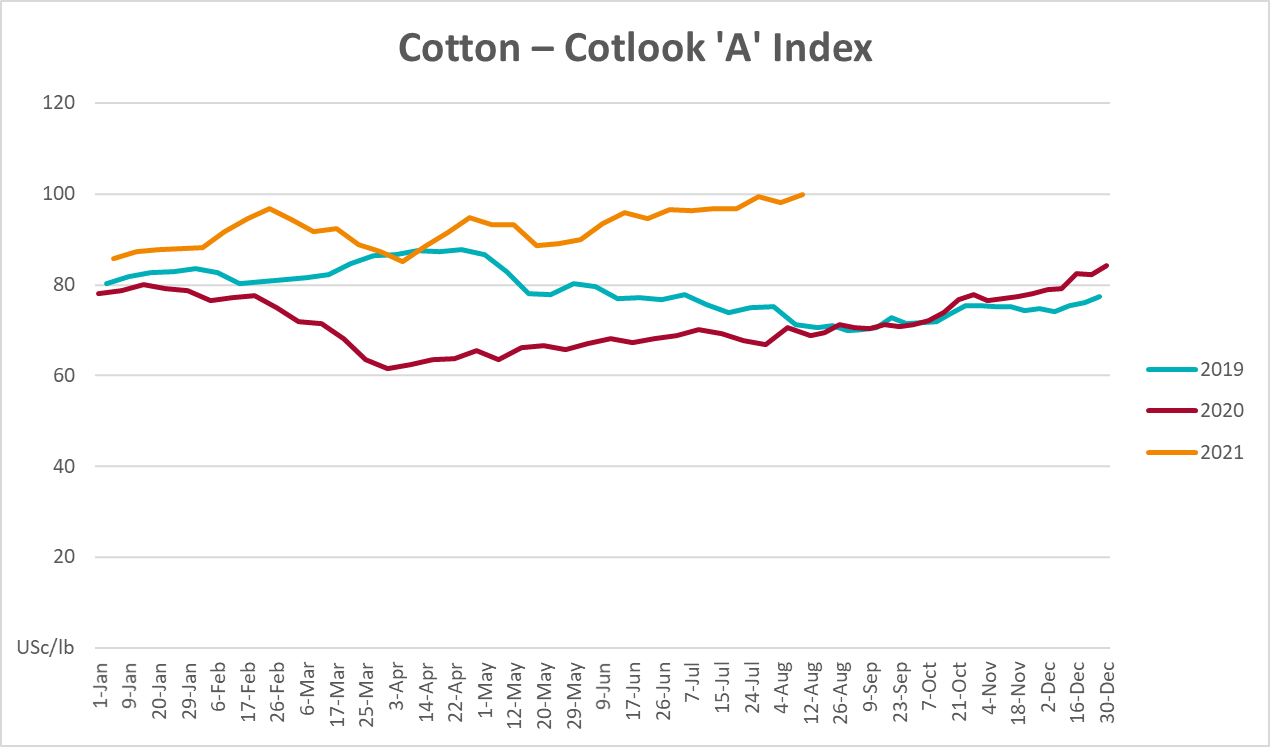 Cotton – Cotlook 'A' Index
120
100
80
60
40
20
USc/lb
1-Jan
9-Jan
20-Jan
29-Jan
6-Feb
17-Feb
26-Feb
6-Mar
17-Mar
25-Mar
3-Apr
14-Apr
22-Apr
1-May
12-May
20-May
29-May
9-Jun
17-Jun
26-Jun
7-Jul
15-Jul
24-Jul
4-Aug
12-Aug
26-Aug
9-Sep
23-Sep
7-Oct
21-Oct
4-Nov
18-Nov
2-Dec
16-Dec
30-Dec
2019
2020
2021